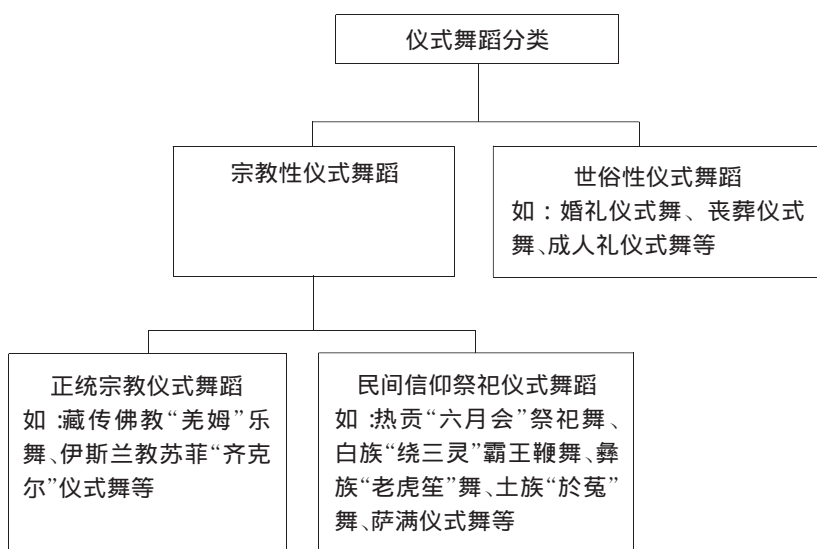 仪式舞蹈分类
宗教性仪式舞蹈
世俗性仪式舞蹈
如：婚礼仪式舞、丧葬仪式
舞、成人礼仪式舞等
正统宗教仪式舞蹈
如：藏传佛教“羌姆”乐
舞、伊斯兰教苏菲“齐克
尔”仪式舞等
民间信仰祭祀仪式舞蹈
如：热贡“六月会”祭祀舞、
白族“绕三灵”霸王鞭舞、彝
族“老虎笙”舞、土族“於菟”
舞、萨满仪式舞等